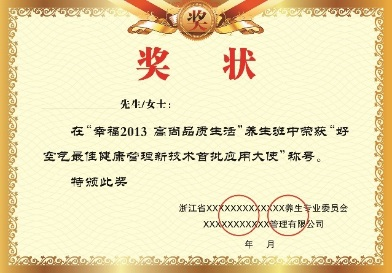 奖
奖状
先生/女士:
在“幸福2013 高尚品质生活”养生班中荣获“好
空气最佳健康管理新技术首批应用大使”称号。
特颁此奖
浙江省XXXXXXXXXXXXX养生专业委员会
XXXXXXXXXXX管理有限公司
年 月